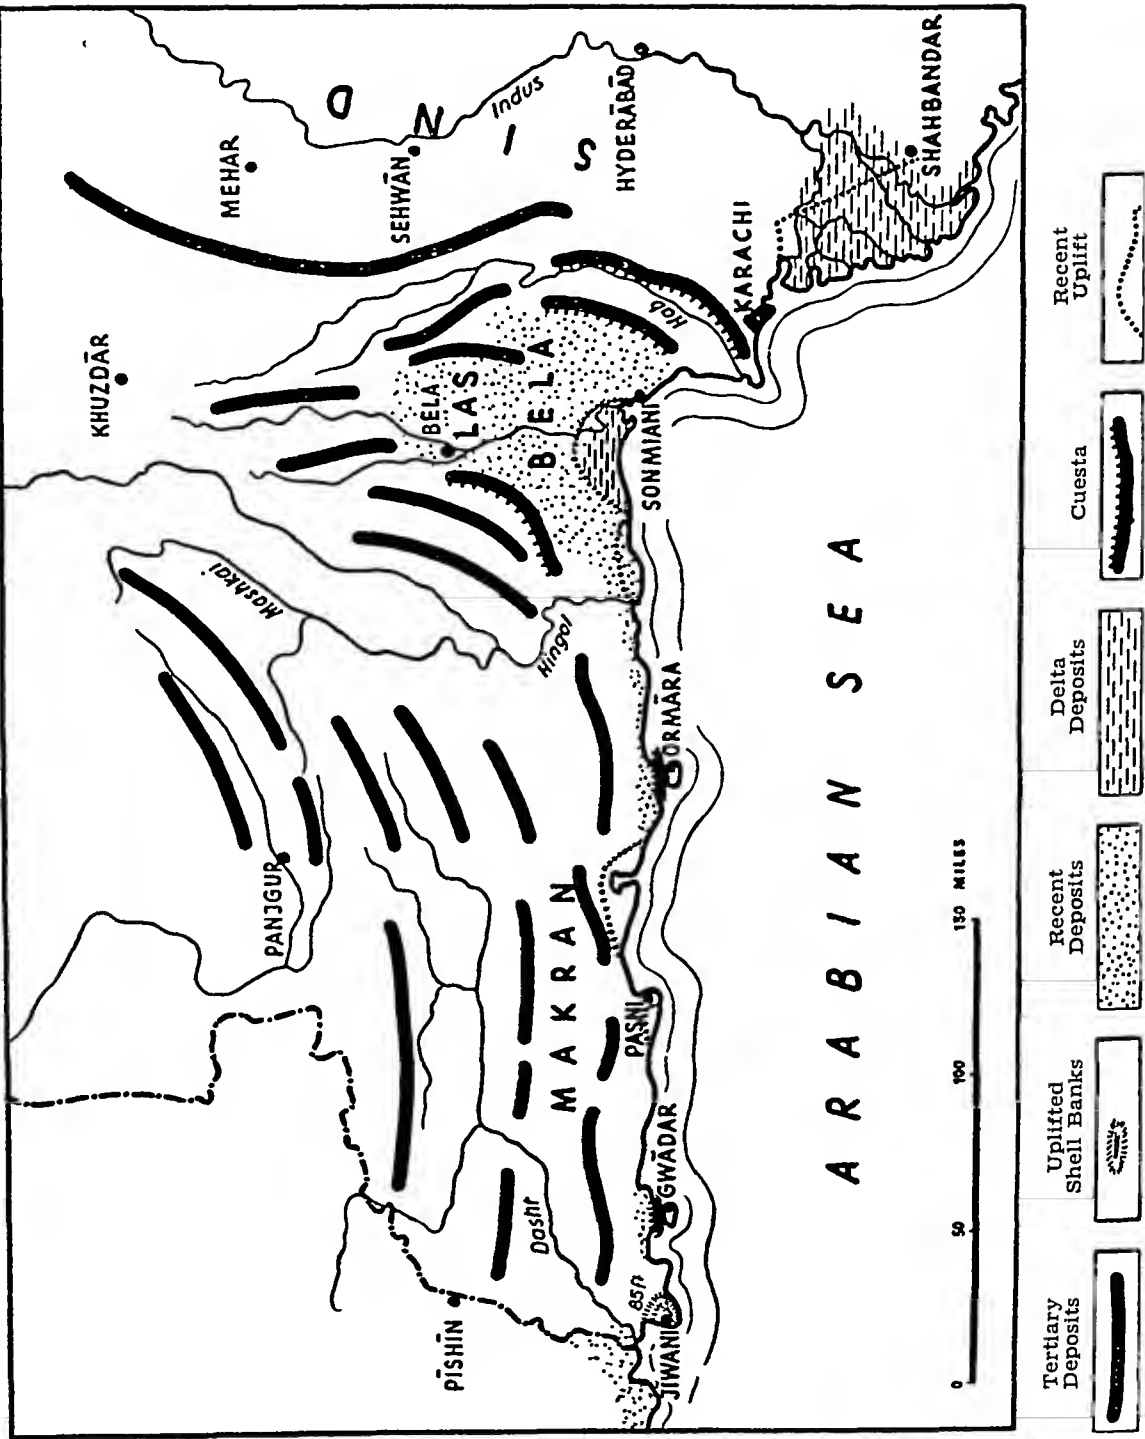 MEHAR
KHUZDĀR
SEHWĀN
Indus
S I N D
HYDERĀBĀD
SHAHBANDAR
KARACHI
Hab
BELA
LAS
BELA
SONMIANI
Mashkai
Hingol
PANJGUR
ORMĀRA
MAKRAN
PASNI
GWĀDAR
Dasht
PĪSHĪN
85ft
JIWANI
ARABIAN SEA
0 50 100 150 MILES
Tertiary
Deposits
Uplifted
Shell Banks
Recent
Deposits
Delta
Deposits
Cuesta
Recent
Uplift